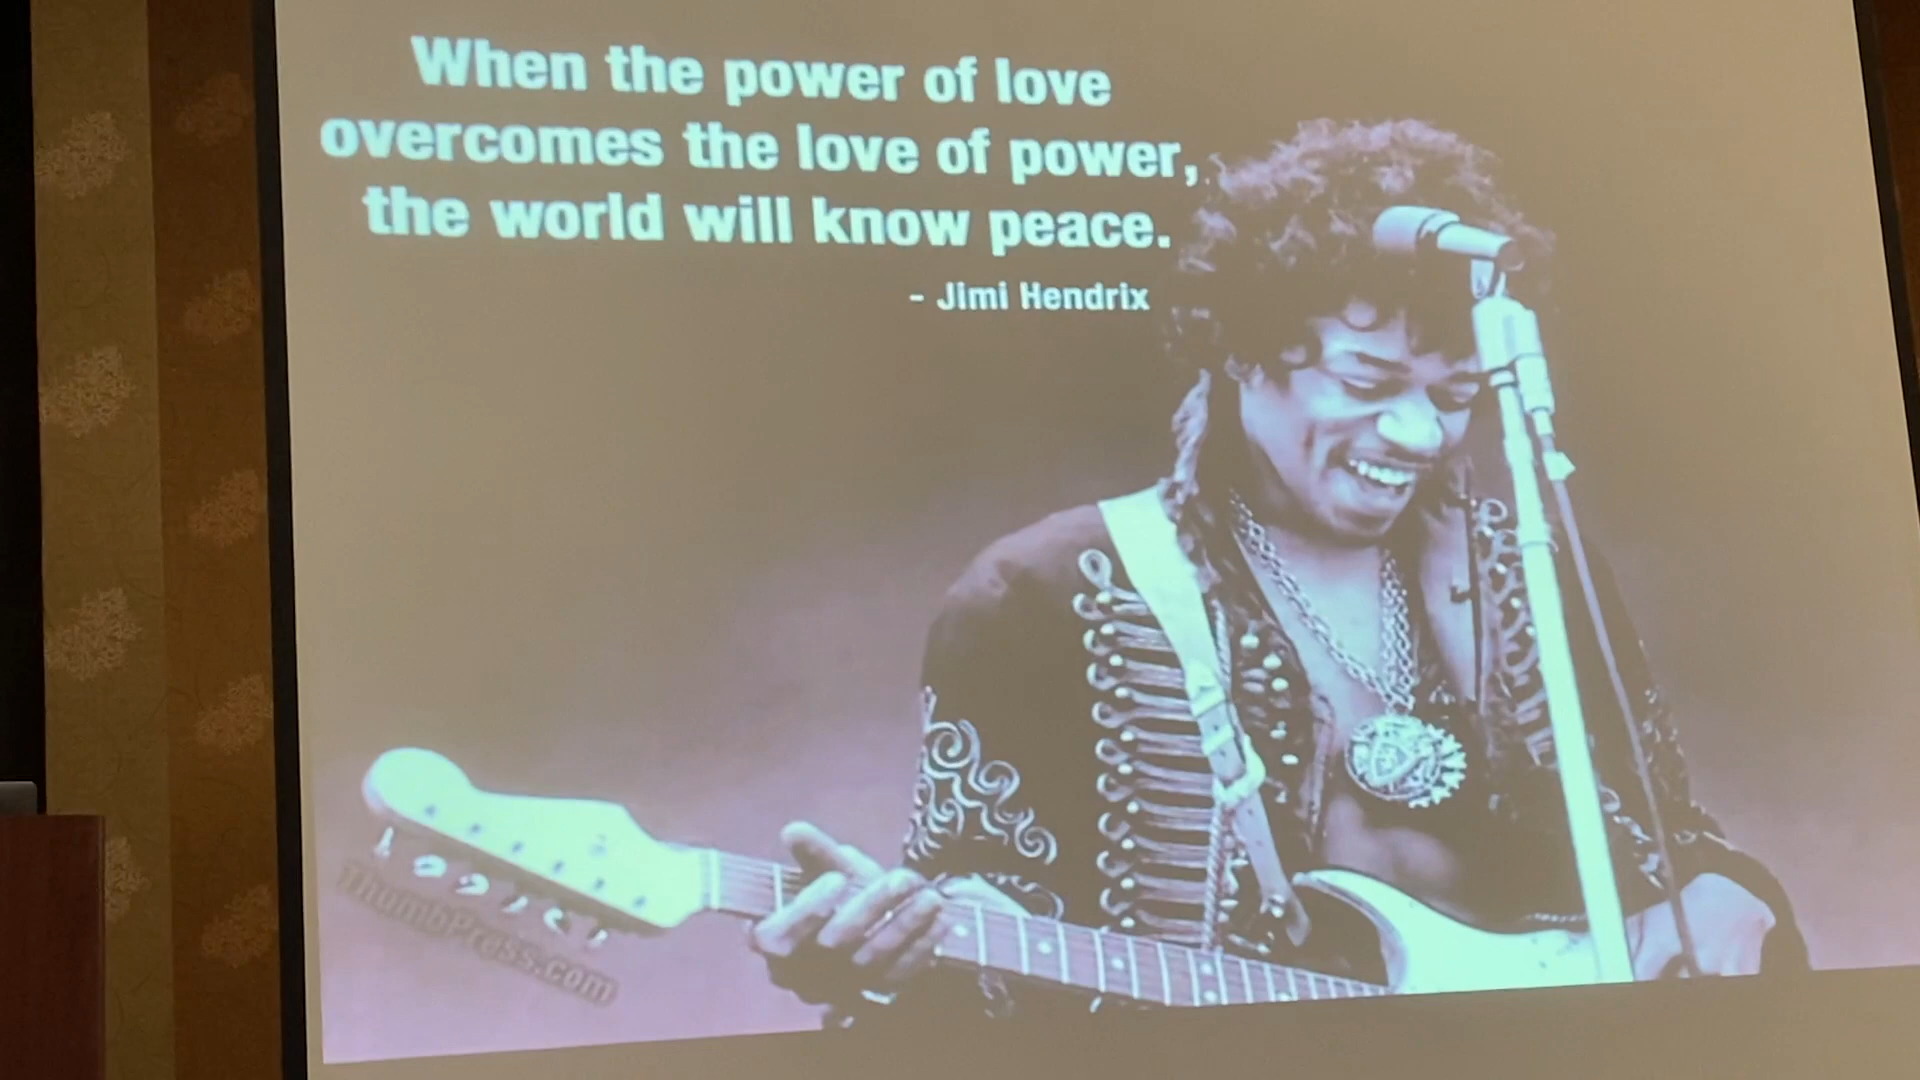 When the power of love
overcomes the love of power,
the world will know peace.
- Jimi Hendrix
ThumbPress.com